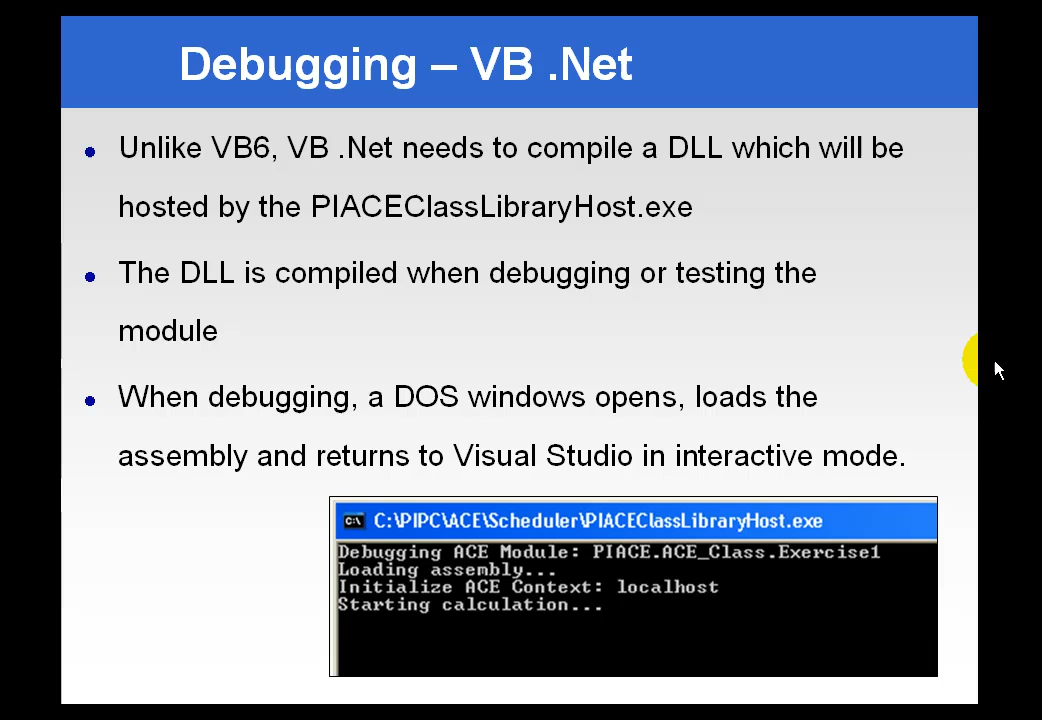 Debugging – VB .Net
Unlike VB6, VB .Net needs to compile a DLL which will be
hosted by the PIACEClassLibraryHost.exe
The DLL is compiled when debugging or testing the
module
When debugging, a DOS windows opens, loads the
assembly and returns to Visual Studio in interactive mode.
C:\PIPC\ACE\Scheduler\PIACEClassLibraryHost.exe
Debugging ACE Module: PIACE.ACE_Class.Exercise1
Loading assembly...
Initialize ACE Context: localhost
Starting calculation...